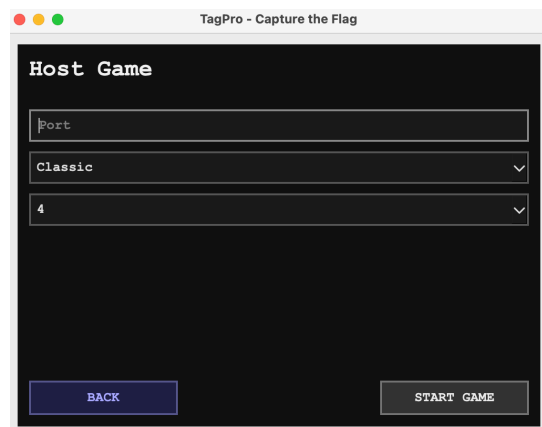 TagPro - Capture the Flag
Host Game
Port
Classic
4
BACK
START GAME